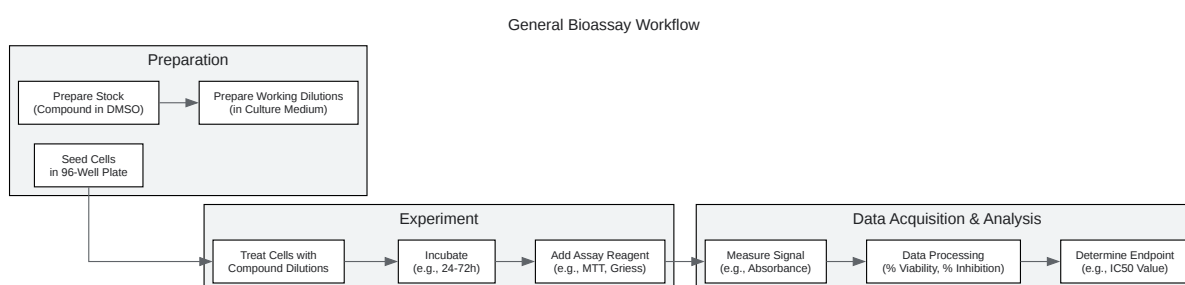 General Bioassay Workflow
Preparation
Prepare Stock
(Compound in DMSO)
Prepare Working Dilutions
(in Culture Medium)
Seed Cells
in 96-Well Plate
Experiment
Treat Cells with
Compound Dilutions
Incubate
(e.g., 24-72h)
Add Assay Reagent
(e.g., MTT, Griess)
Data Acquisition & Analysis
Measure Signal
(e.g., Absorbance)
Data Processing
(% Viability, % Inhibition)
Determine Endpoint
(e.g., IC50 Value)